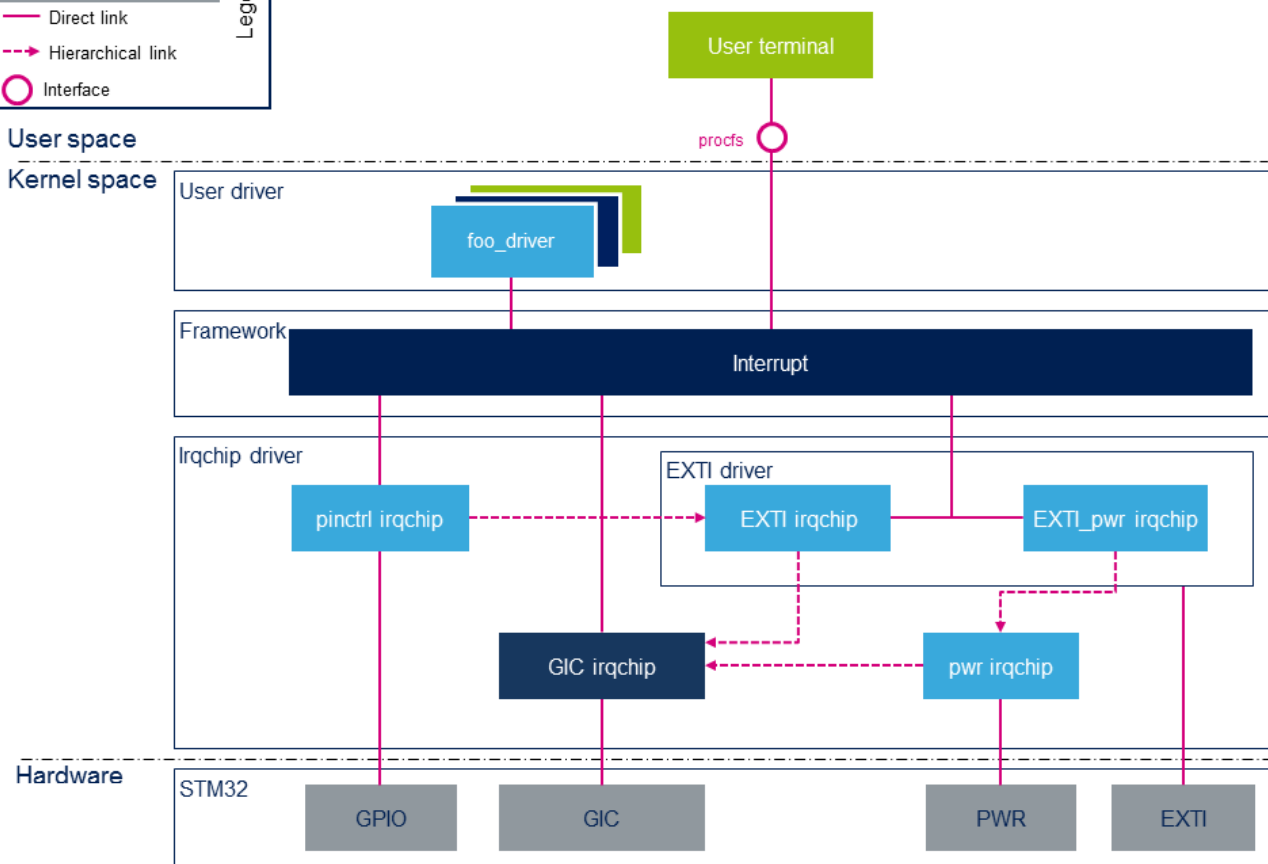 Direct link
Hierarchical link
Interface
User terminal
User space
procfs
Kernel space
User driver
foo_driver
Framework
Interrupt
Irqchip driver
EXTI driver
pinctrl irqchip
EXTI irqchip
EXTI_pwr irqchip
GIC irqchip
pwr irqchip
Hardware
STM32
GPIO
GIC
PWR
EXTI